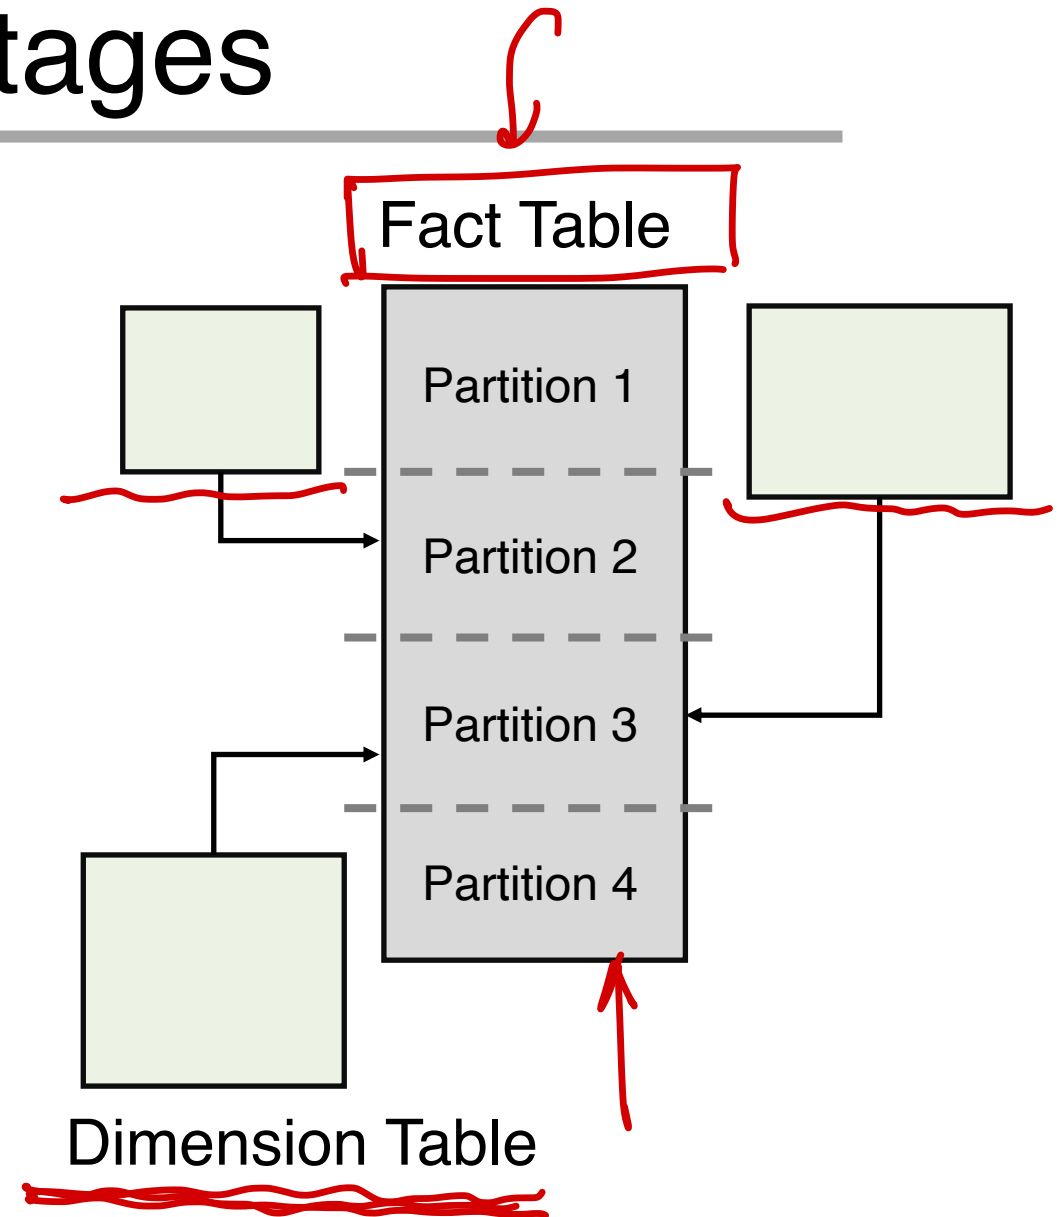 tages
Fact Table
Partition 1
Partition 2
Partition 3
Partition 4
Dimension Table